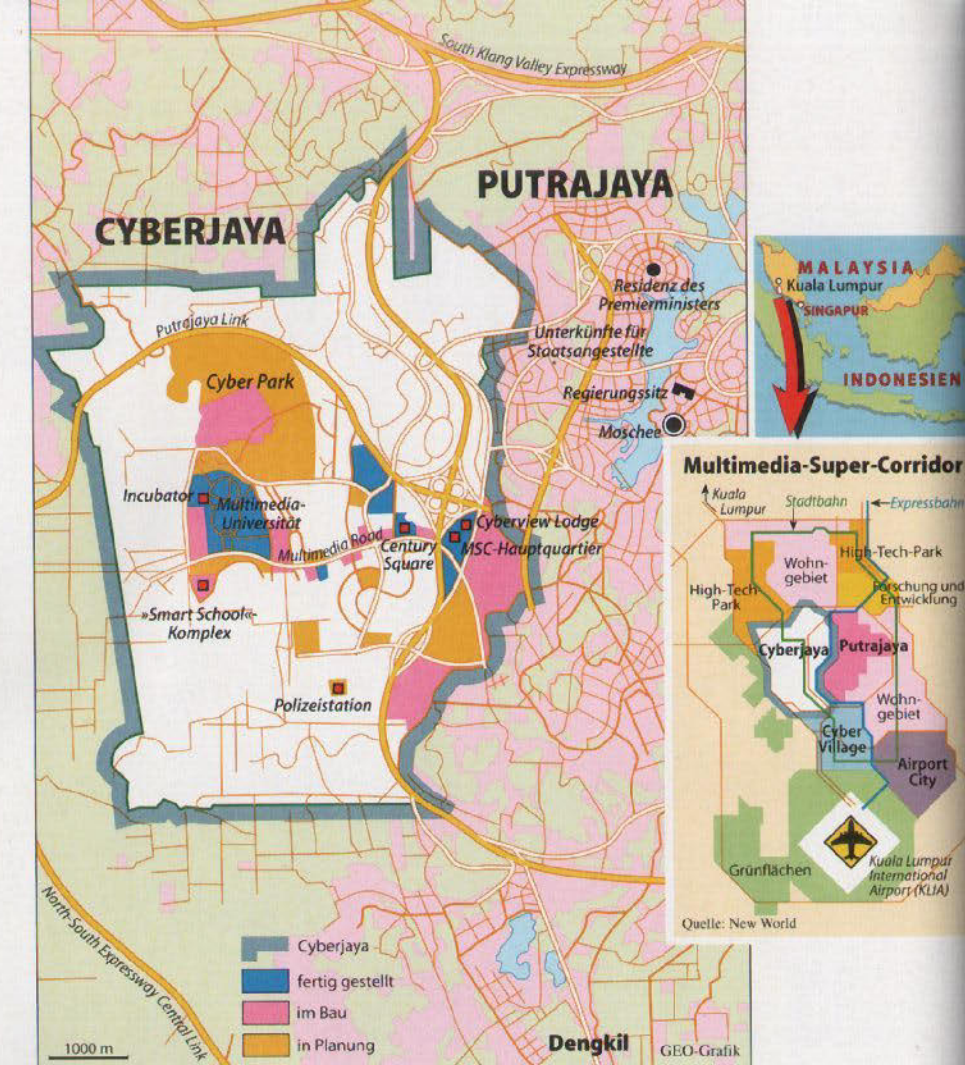 South Klang Valley Expressway
PUTRAJAYA
CYBERJAYA
Residenz des
Premierministers
Putrajaya Link
Unterkünfte für
Staatsangestellte
Cyber Park
Regierungssitz
Moschee
Incubator
Multimedia-
Universität
Cyberview Lodge
Multimedia Road
Century
Square
MSC-Hauptquartier
»Smart School«-
Komplex
Polizeistation
North-South Expressway Central Link
Cyberjaya
fertig gestellt
im Bau
in Planung
1000 m
Dengkil
GEO-Grafik
MALAYSIA
Kuala Lumpur
SINGAPUR
INDONESIEN
Multimedia-Super-Corridor
Kuala
Lumpur
Stadtbahn
Expressbahn
High-Tech-Park
Wohn-
gebiet
High-Tech
Park
Forschung und
Entwicklung
Cyberjaya
Putrajaya
Wohn-
gebiet
Cyber
Village
Airport
City
Grünflächen
Kuala Lumpur
International
Airport (KLIA)
Quelle: New World